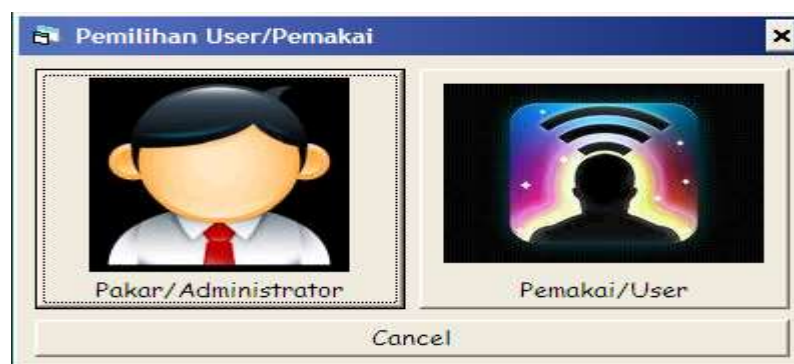 Pemilihan User/Pemakai
Pakar/Administrator
Pemakai/User
Cancel